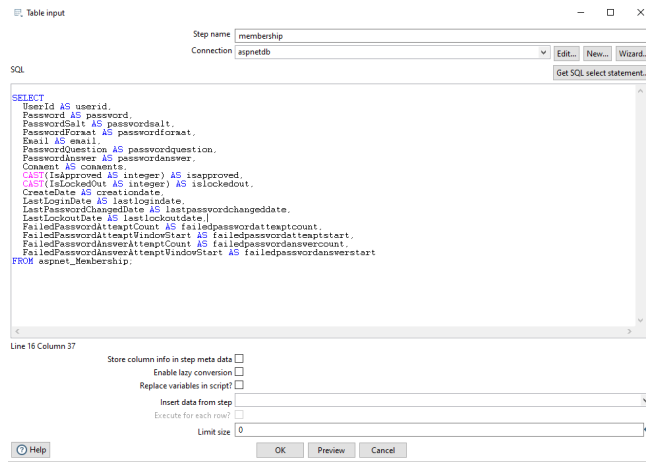 Table input
Step name membership
Connection aspnetdb Edit... New... Wizard..
SQL Get SQL select statement..
SELECT
UserId AS userid,
Password AS password,
PasswordSalt AS passwordsalt,
PasswordFormat AS passwordformat,
Email AS email,
PasswordQuestion AS passwordquestion,
PasswordAnswer AS passwordanswer,
Comment AS comments,
CAST(IsApproved AS integer) AS isapproved,
CAST(IsLockedOut AS integer) AS islockedout,
CreateDate AS creationdate,
LastLoginDate AS lastlogindate,
LastPasswordChangedDate AS lastpasswordchangeddate,
LastLockoutDate AS lastlockoutdate,
FailedPasswordAttemptCount AS failedpasswordattemptcount,
FailedPasswordAttemptWindowStart AS failedpasswordattemptstart,
FailedPasswordAnswerAttemptCount AS failedpasswordansvercount,
FailedPasswordAnswerAttemptWindowStart AS failedpasswordanswerstart
FROM aspnet_Membership;
Line 16 Column 37
Store column info in step meta data
Enable lazy conversion
Replace variables in script?
Insert data from step
Execute for each row?
Limit size 0
Help OK Preview Cancel